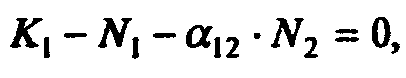 K₁ − N₁ − α₁₂ · N₂ = 0,